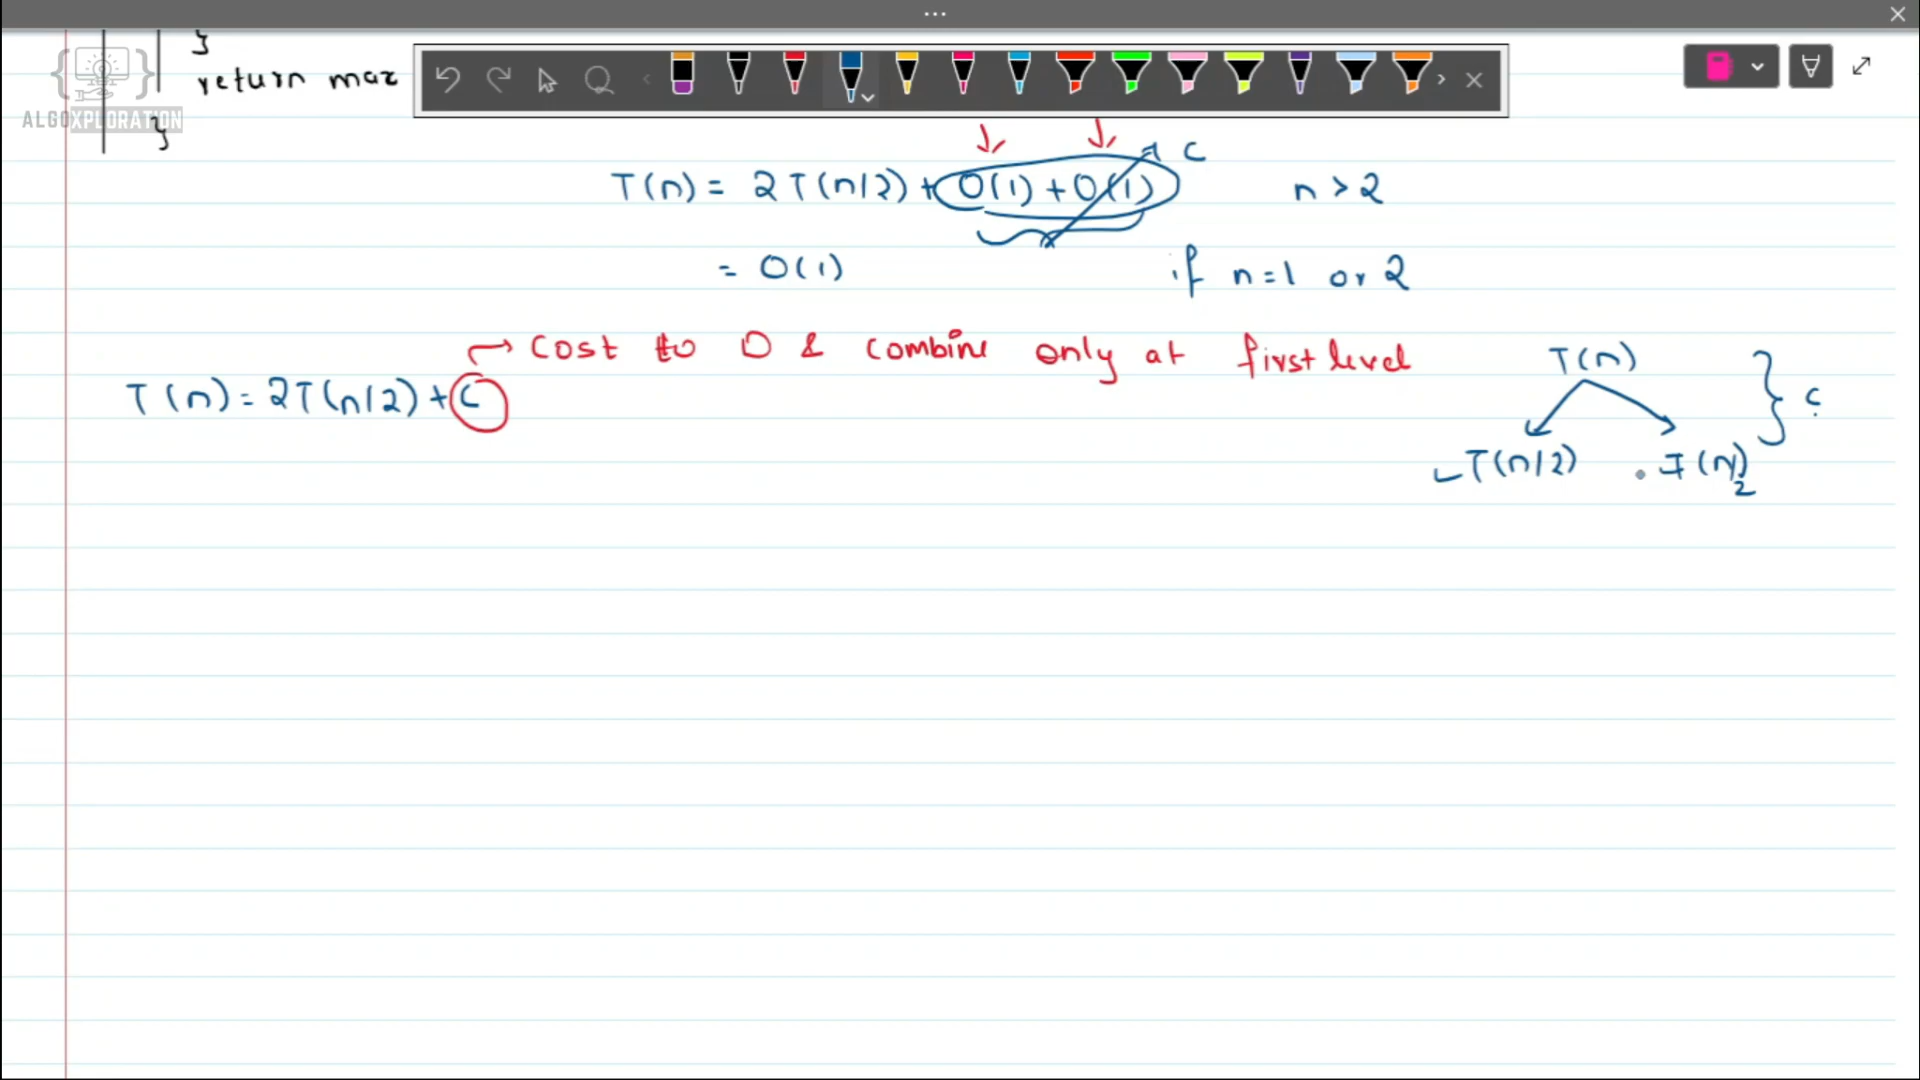 }
return max
ALGOXPLORATION
}
C
T(n) = 2T(n/2) + O(1) + O(1) n > 2
= O(1) if n=1 or 2
Cost to D & combine only at first level
T(n) = 2T(n/2) + C
T(n)
C
T(n/2) T(n/2)